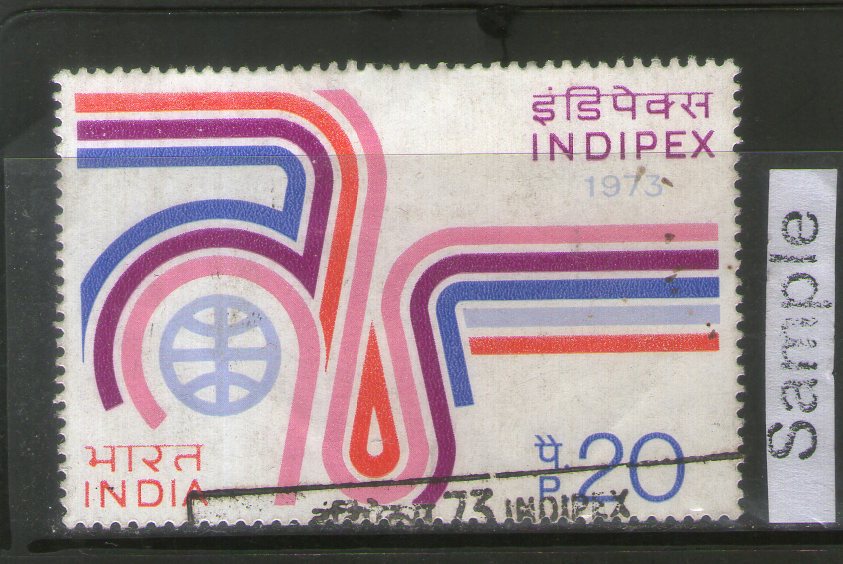 इंडिपेक्स
INDIPEX
1973
भारत
INDIA
पै.
P. 20
73 INDIPEX
Sample